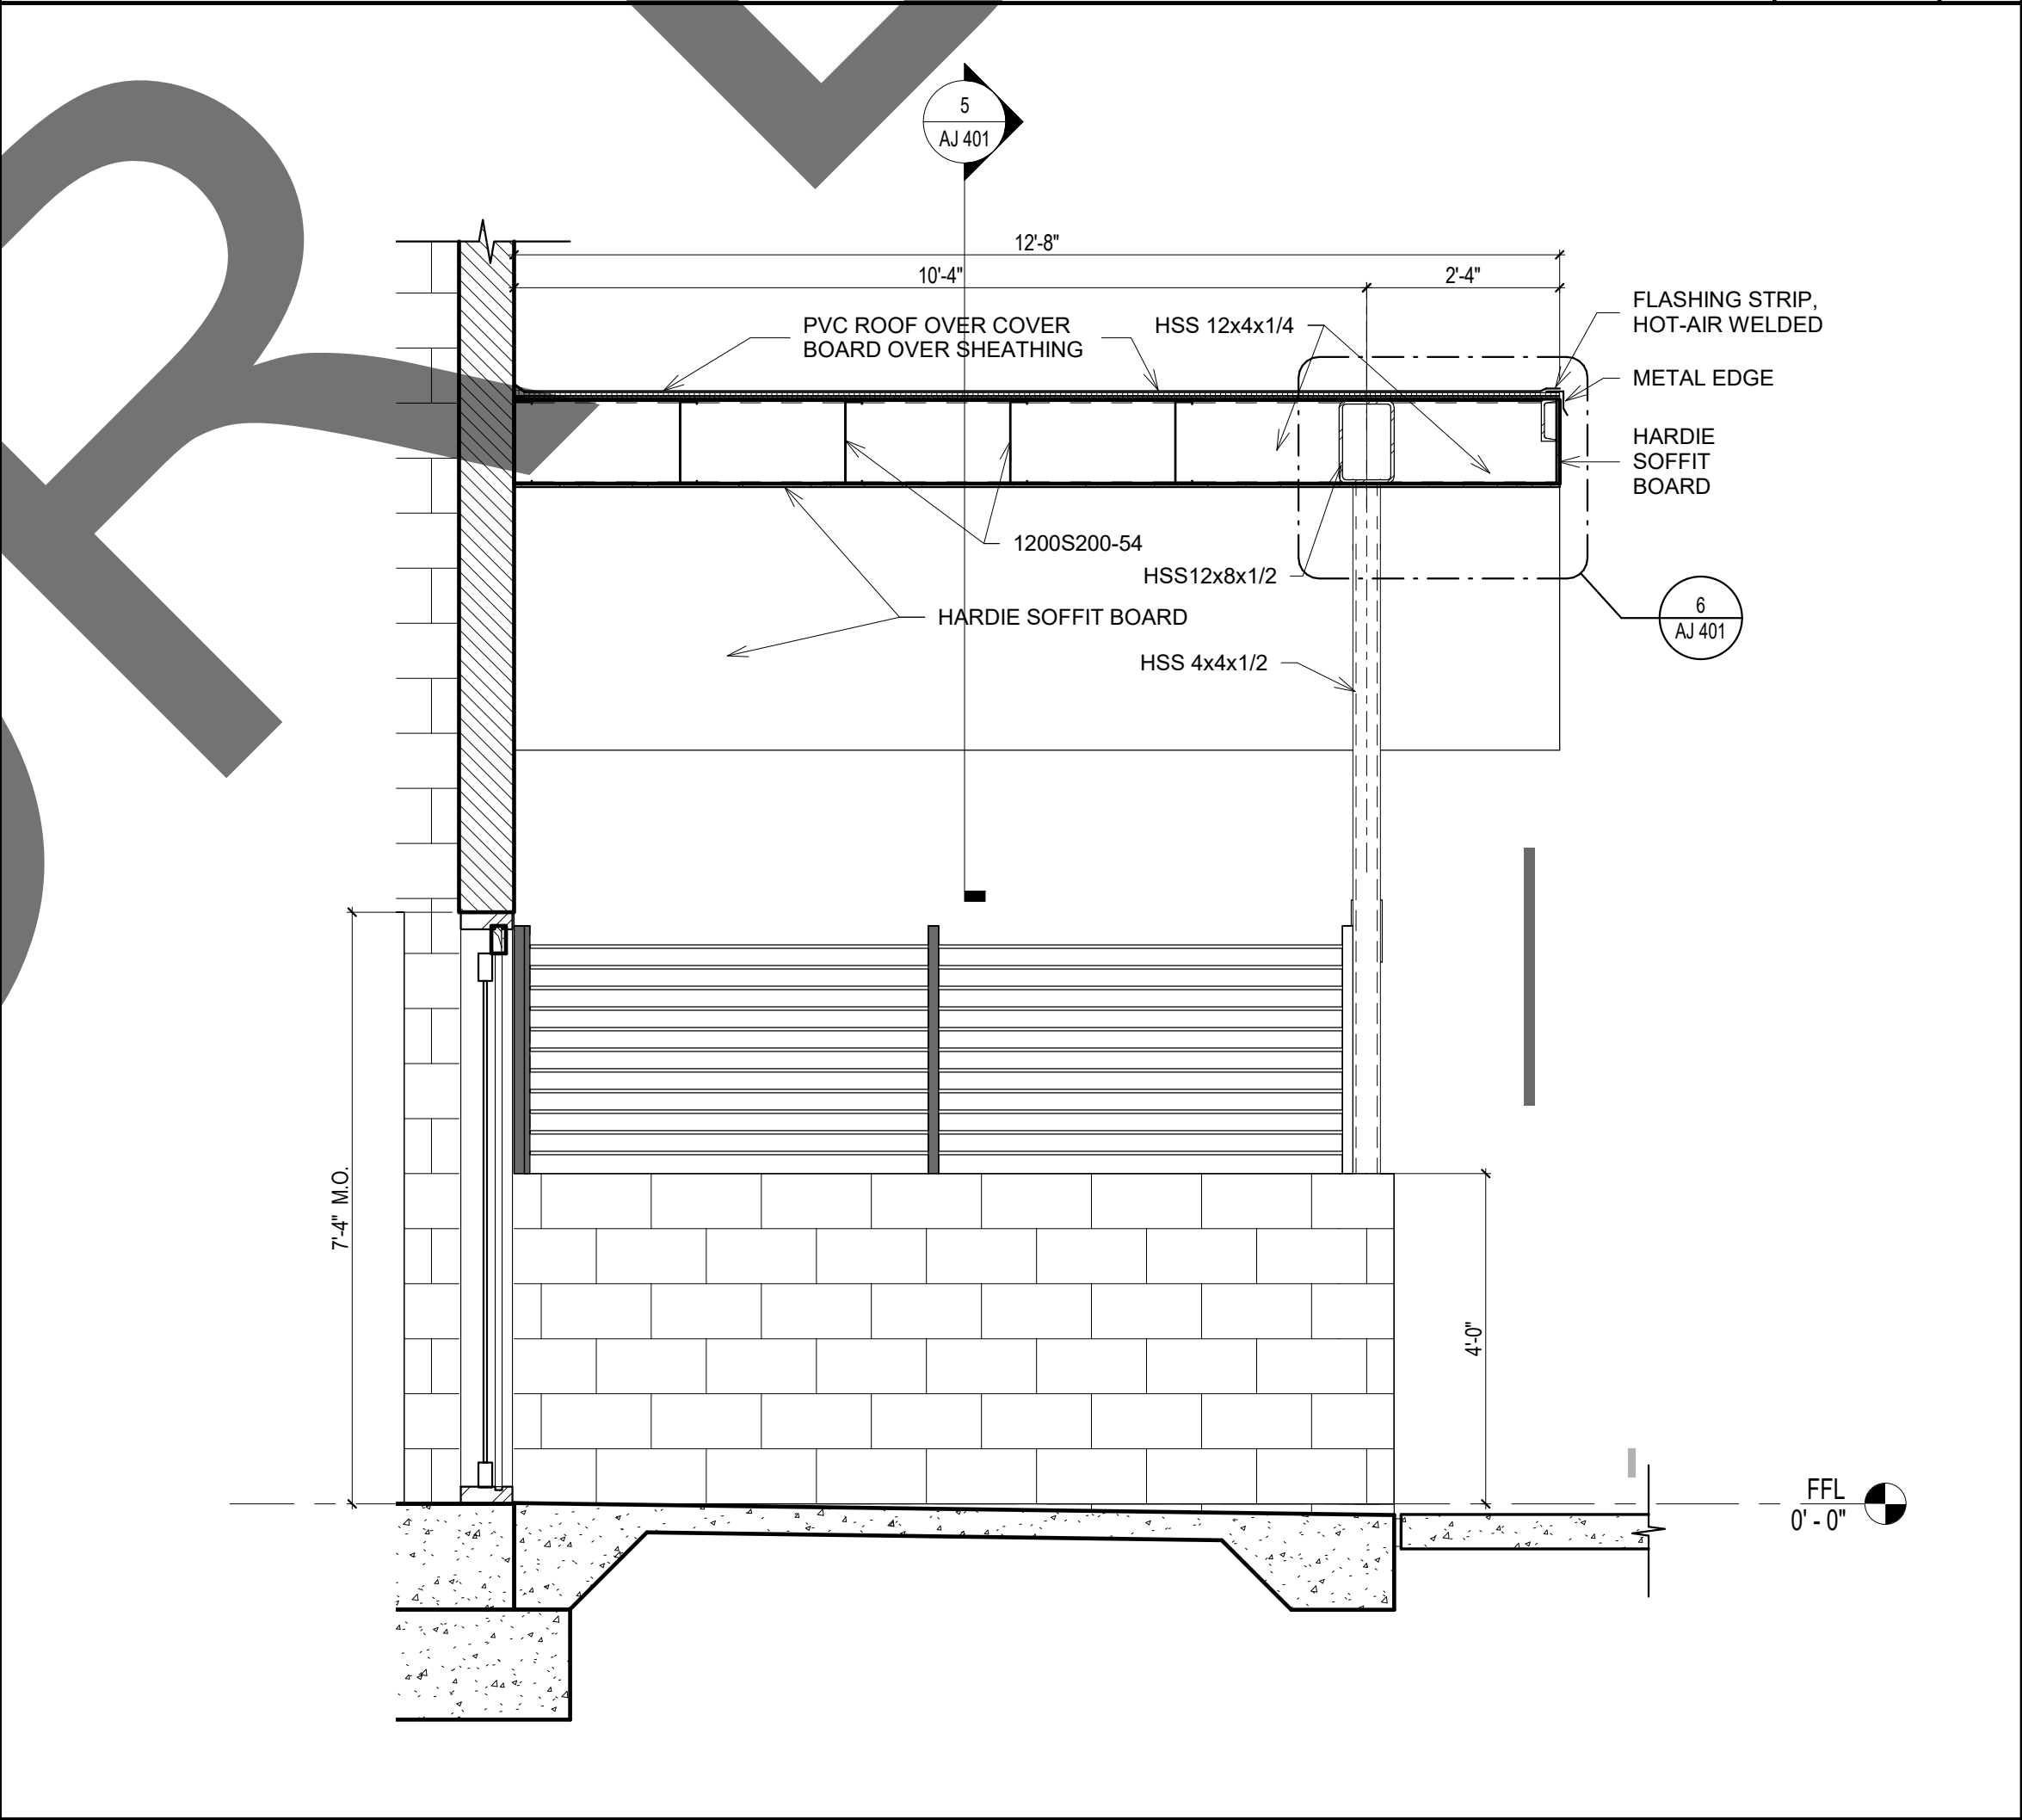 5
AJ 401
12'-8"
10'-4"
2'-4"
FLASHING STRIP,
HOT-AIR WELDED
PVC ROOF OVER COVER
BOARD OVER SHEATHING
HSS 12x4x1/4
METAL EDGE
HARDIE
SOFFIT
BOARD
1200S200-54
HSS12x8x1/2
HARDIE SOFFIT BOARD
6
AJ 401
HSS 4x4x1/2
7'-4" M.O.
4'-0"
FFL
0' - 0"